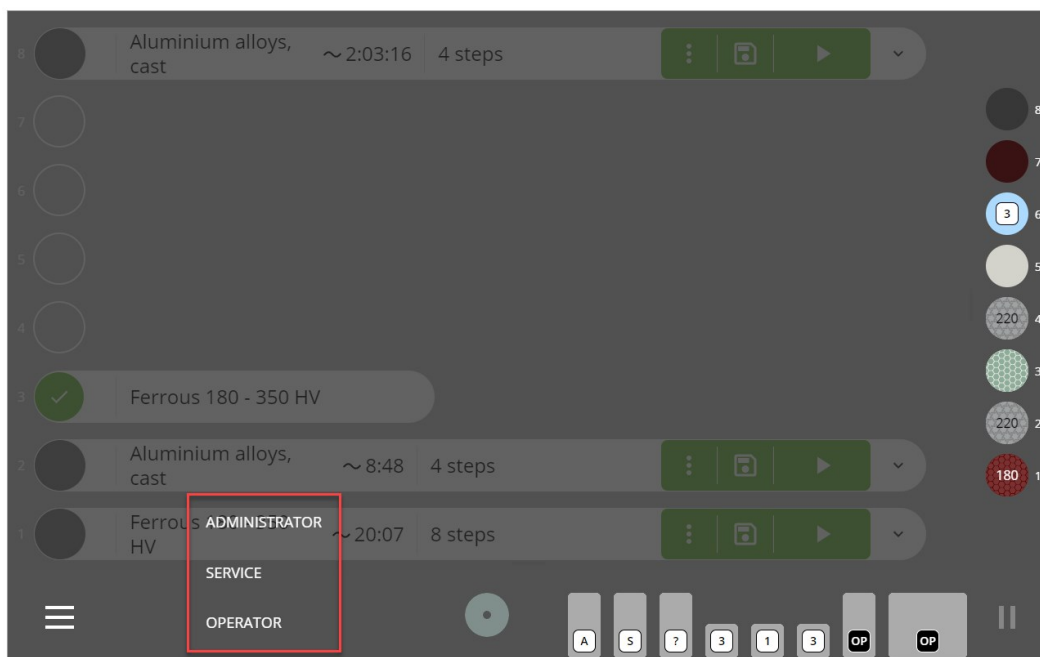 8
Aluminium alloys,
cast
~ 2:03:16
4 steps
7
6
5
4
3
Ferrous 180 - 350 HV
2
Aluminium alloys,
cast
~ 8:48
4 steps
1
Ferrous
HV
~ 20:07
8 steps
8
7
3 6
5
220 4
3
220 2
180 1
ADMINISTRATOR
SERVICE
OPERATOR
A S ? 3 1 3 OP OP